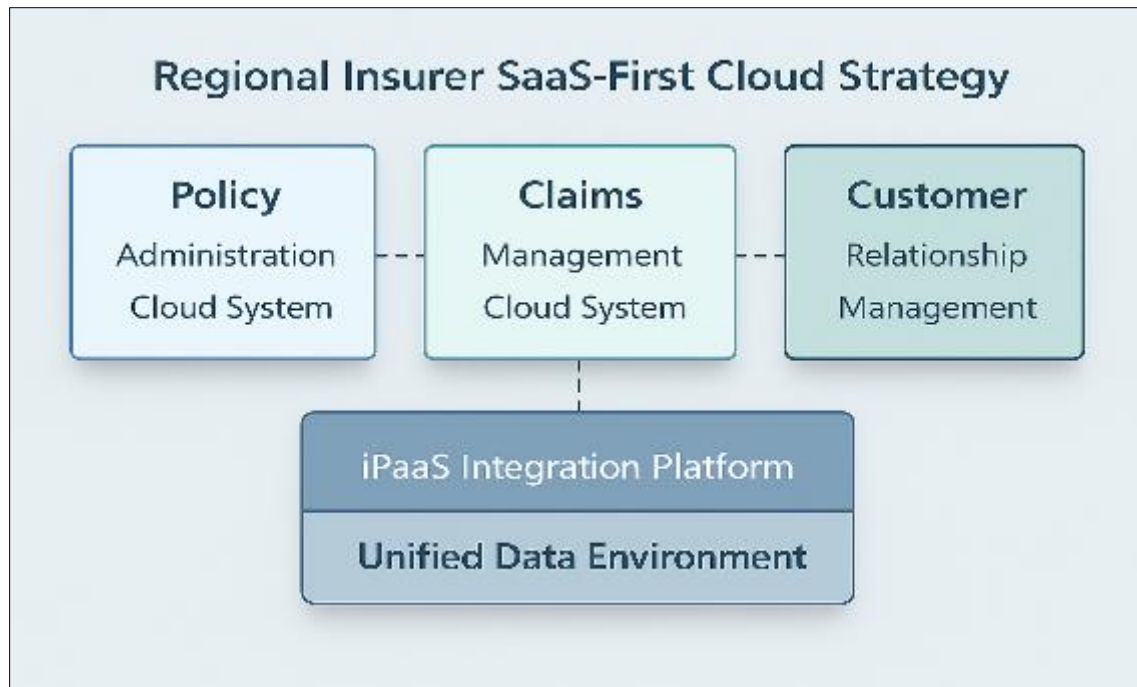 Regional Insurer SaaS-First Cloud Strategy
Policy
Administration
Cloud System
Claims
Management
Cloud System
Customer
Relationship
Management
iPaaS Integration Platform
Unified Data Environment